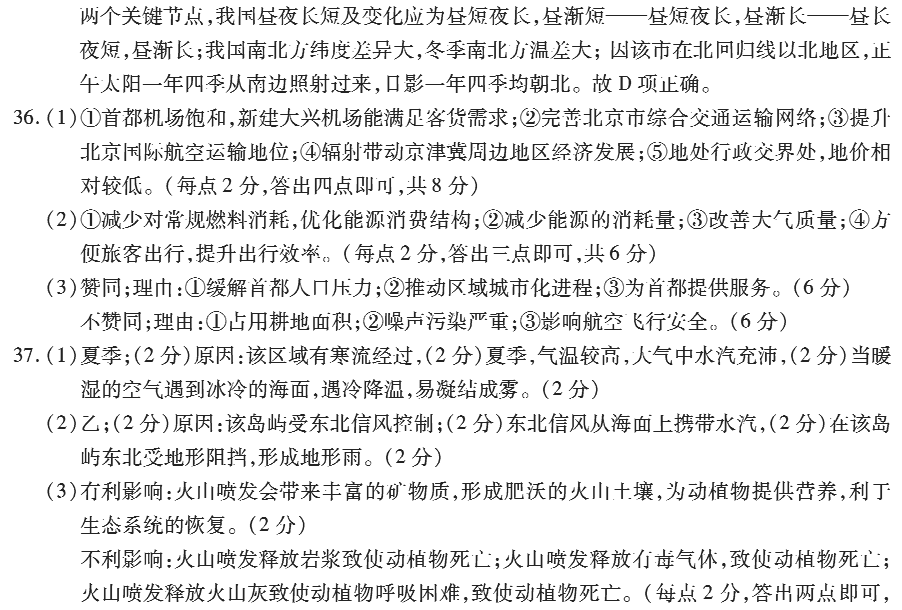 两个关键节点,我国昼夜长短及变化应为昼短夜长,昼渐短——昼短夜长,昼渐长——昼长
夜短,昼渐长;我国南北方纬度差异大,冬季南北方温差大;因该市在北回归线以北地区,正
午太阳一年四季从南边照射过来,日影一年四季均朝北。故 D 项正确。
36. (1)①首都机场饱和,新建大兴机场能满足客货需求;②完善北京市综合交通运输网络;③提升
北京国际航空运输地位;④辐射带动京津冀周边地区经济发展;⑤地处行政交界处,地价相
对较低。(每点 2 分,答出四点即可,共 8 分)
(2)①减少对常规燃料消耗,优化能源消费结构;②减少能源的消耗量;③改善大气质量;④方
便旅客出行,提升出行效率。(每点 2 分,答出三点即可,共 6 分)
(3)赞同;理由:①缓解首都人口压力;②推动区域城市化进程;③为首都提供服务。(6 分)
不赞同;理由:①占用耕地面积;②噪声污染严重;③影响航空飞行安全。(6 分)
37. (1)夏季;(2 分)原因:该区域有寒流经过,(2 分)夏季,气温较高,大气中水汽充沛,(2 分)当暖
湿的空气遇到冰冷的海面,遇冷降温,易凝结成雾。(2 分)
(2)乙;(2 分)原因:该岛屿受东北信风控制;(2 分)东北信风从海面上携带水汽,(2 分)在该岛
屿东北受地形阻挡,形成地形雨。(2 分)
(3)有利影响:火山喷发会带来丰富的矿物质,形成肥沃的火山土壤,为动植物提供营养,利于
生态系统的恢复。(2 分)
不利影响:火山喷发释放岩浆致使动植物死亡;火山喷发释放有毒气体,致使动植物死亡;
火山喷发释放火山灰致使动植物呼吸困难,致使动植物死亡。(每点 2 分,答出两点即可,